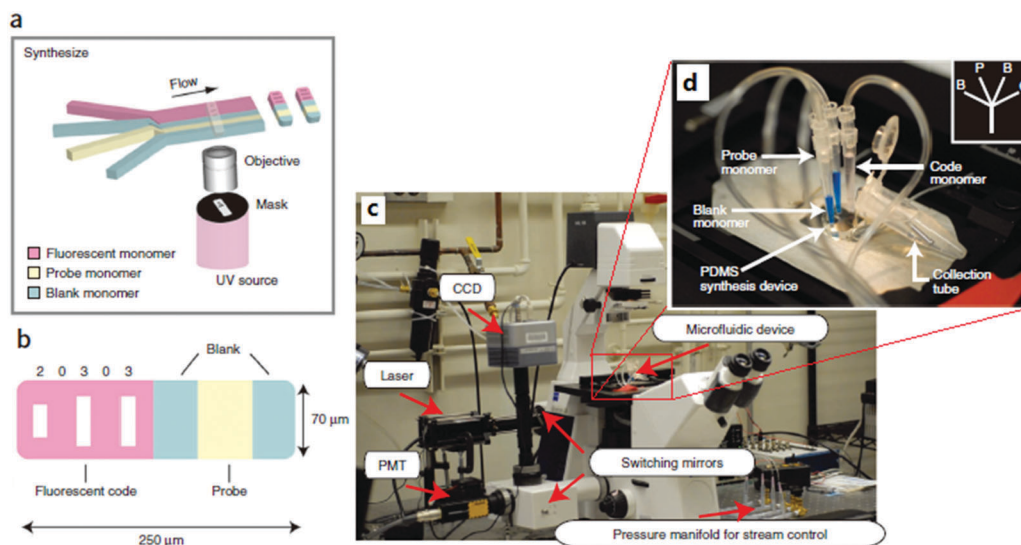 a
Synthesize
Flow
Objective
Mask
UV source
Fluorescent monomer
Probe monomer
Blank monomer
b
Blank
2 0 3 0 3
70 μm
Fluorescent code
Probe
250 μm
c
CCD
Laser
PMT
Microfluidic device
Switching mirrors
Pressure manifold for stream control
d
B
P
B
Probe
monomer
Code
monomer
Blank
monomer
PDMS
synthesis device
Collection
tube